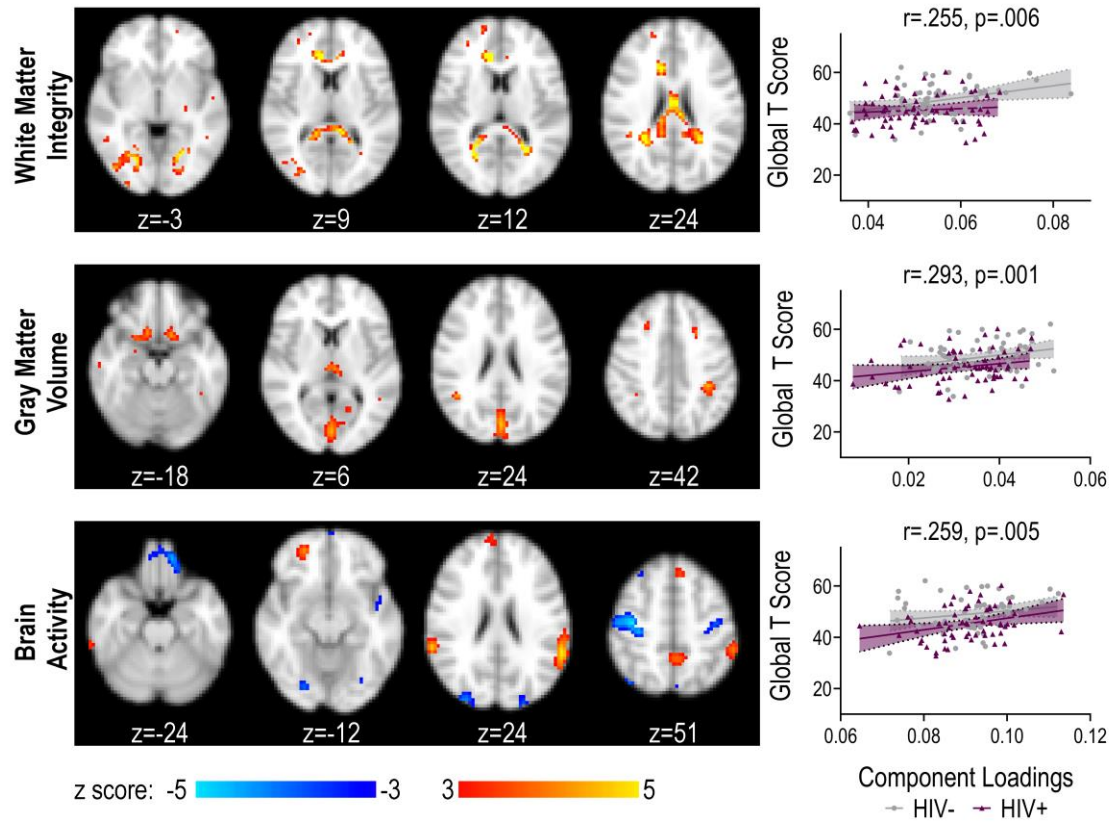 White Matter
Integrity
z=-3
z=9
z=12
z=24
r=.255, p=.006
Global T Score
60
40
20
0.04
0.06
0.08
Gray Matter
Volume
z=-18
z=6
z=24
z=42
r=.293, p=.001
Global T Score
60
40
20
0.02
0.04
0.06
Brain
Activity
z=-24
z=-12
z=24
z=51
r=.259, p=.005
Global T Score
60
40
20
0.06
0.08
0.10
0.12
z score: -5 -3 3 5
Component Loadings
HIV- HIV+